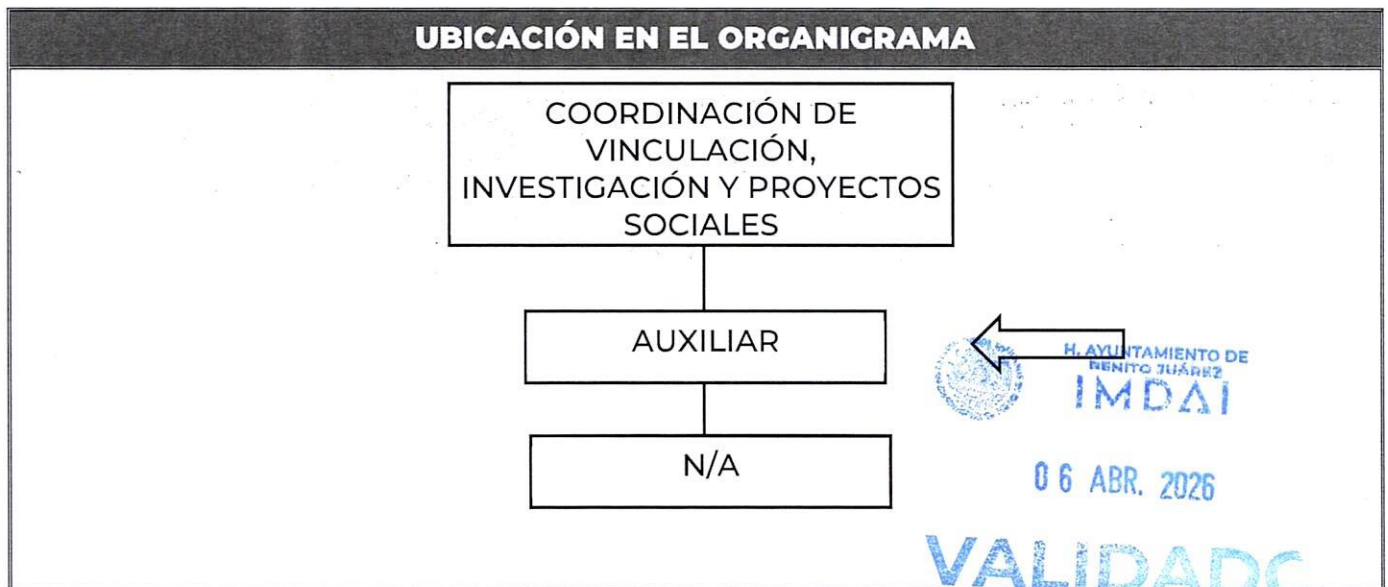 UBICACIÓN EN EL ORGANIGRAMA
COORDINACIÓN DE
VINCULACIÓN,
INVESTIGACIÓN Y PROYECTOS
SOCIALES
AUXILIAR
H. AYUNTAMIENTO DE
BENITO JUÁREZ
IMDAI
N/A
06 ABR. 2026
VALIDADO